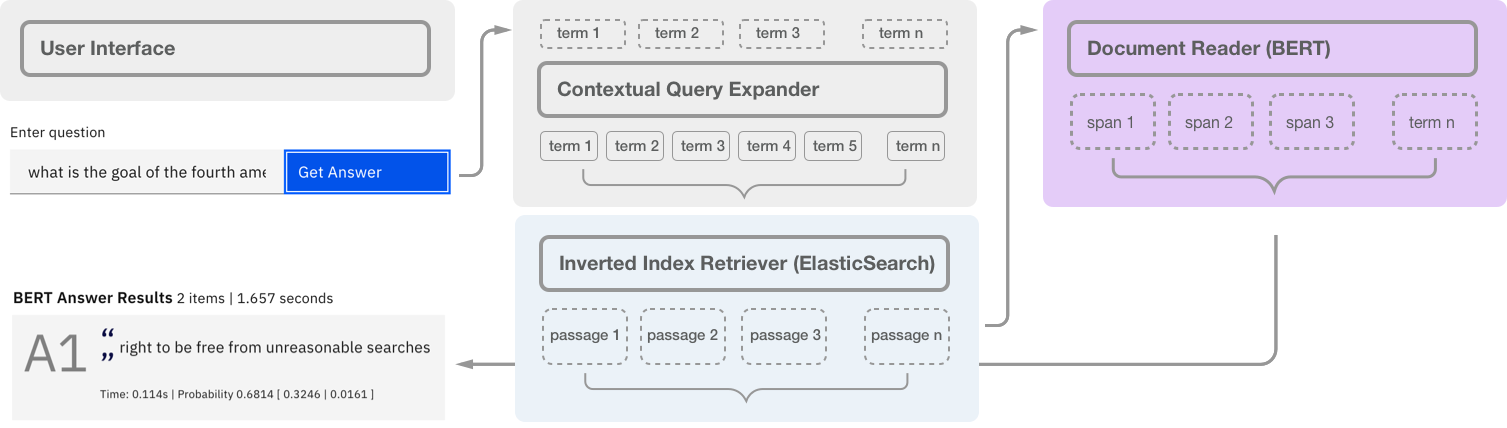 User Interface
Enter question
what is the goal of the fourth ame
Get Answer
BERT Answer Results 2 items | 1.657 seconds
A1
“ ” right to be free from unreasonable searches
Time: 0.114s | Probability 0.6814 [ 0.3246 | 0.0161 ]
term 1 term 2 term 3 term n
Contextual Query Expander
term 1 term 2 term 3 term 4 term 5 term n
Inverted Index Retriever (ElasticSearch)
passage 1 passage 2 passage 3 passage n
Document Reader (BERT)
span 1 span 2 span 3 term n